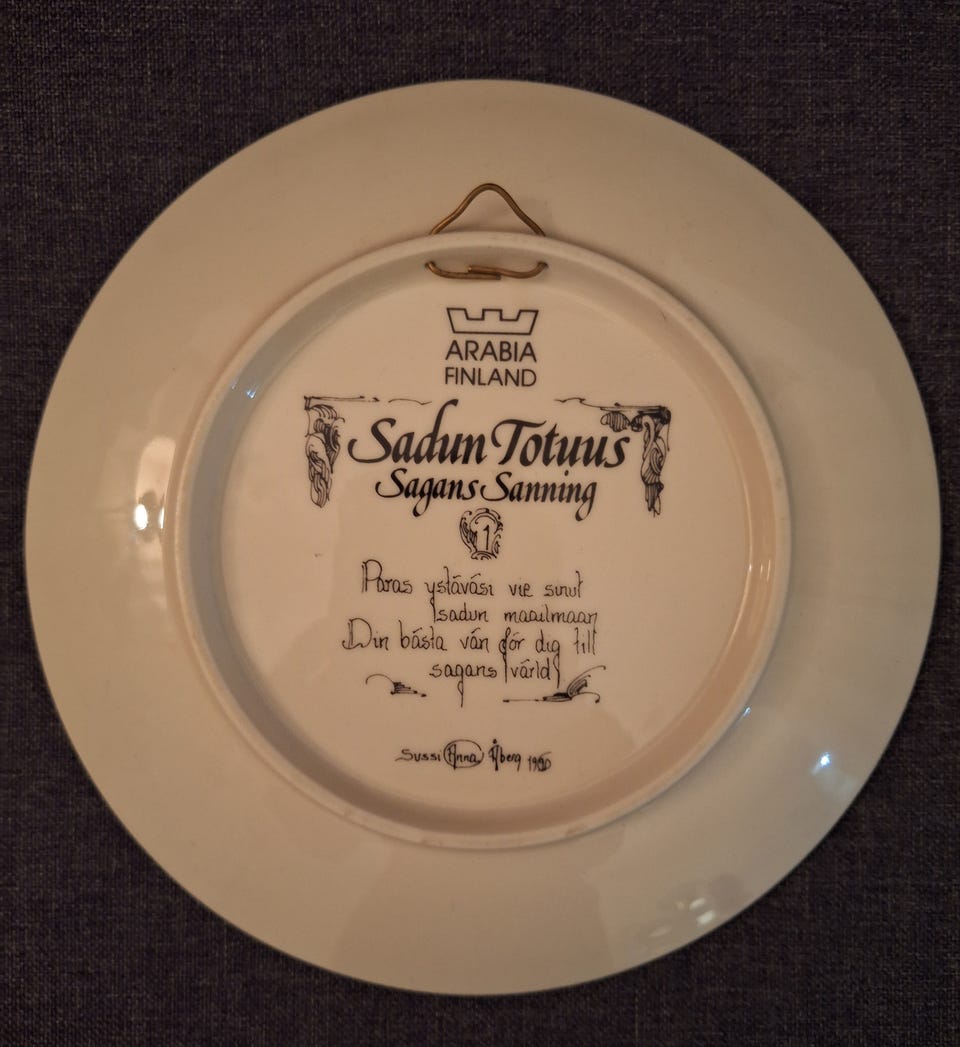 ARABIA
FINLAND
Sadun Totuus
Sagans Sanning
1
Paras ystäväsi vie sinut
sadun maailmaan
Din bästa vän för dig till
sagans värld
Sussi Anna Åberg